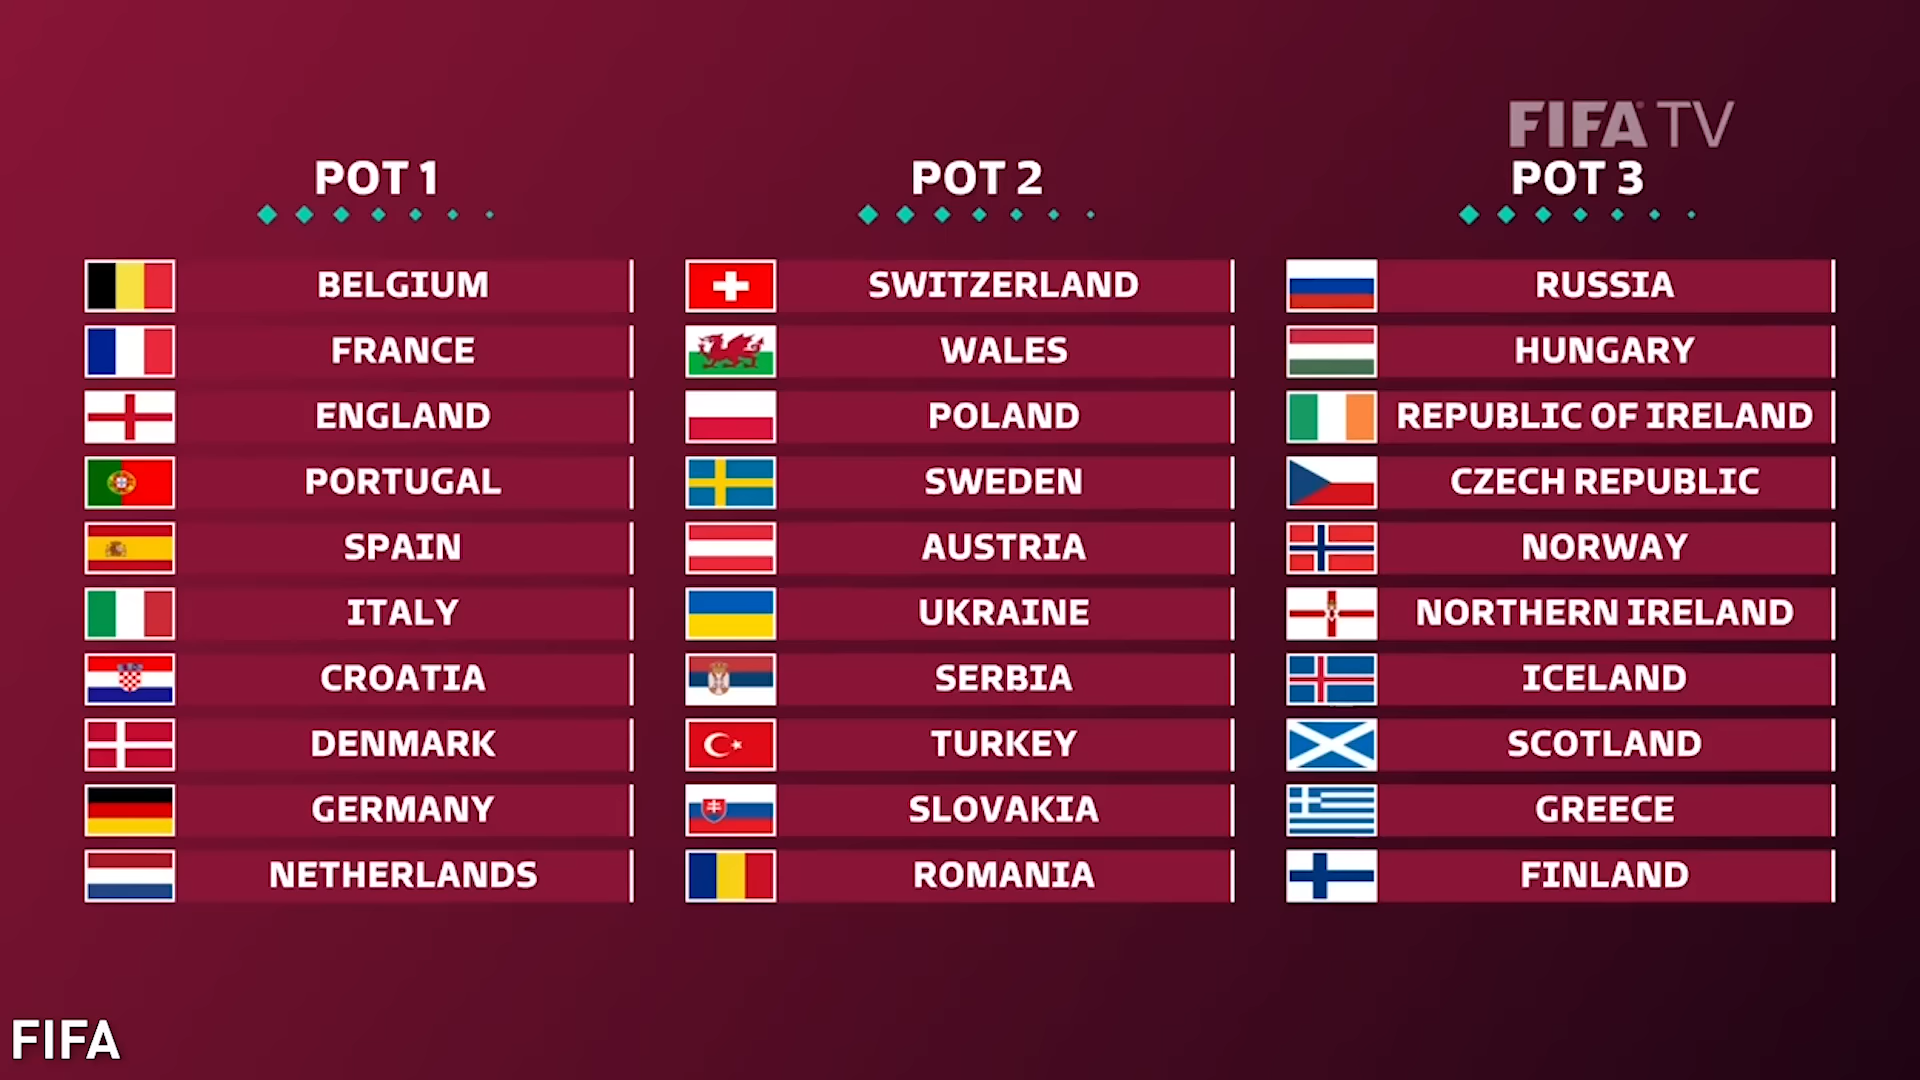 FIFA TV
POT 1
BELGIUM
FRANCE
ENGLAND
PORTUGAL
SPAIN
ITALY
CROATIA
DENMARK
GERMANY
NETHERLANDS
POT 2
SWITZERLAND
WALES
POLAND
SWEDEN
AUSTRIA
UKRAINE
SERBIA
TURKEY
SLOVAKIA
ROMANIA
POT 3
RUSSIA
HUNGARY
REPUBLIC OF IRELAND
CZECH REPUBLIC
NORWAY
NORTHERN IRELAND
ICELAND
SCOTLAND
GREECE
FINLAND
FIFA